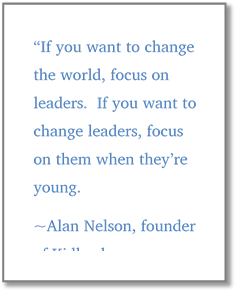 “If you want to change
the world, focus on
leaders.  If you want to
change leaders, focus
on them when they’re
young.
~Alan Nelson, founder